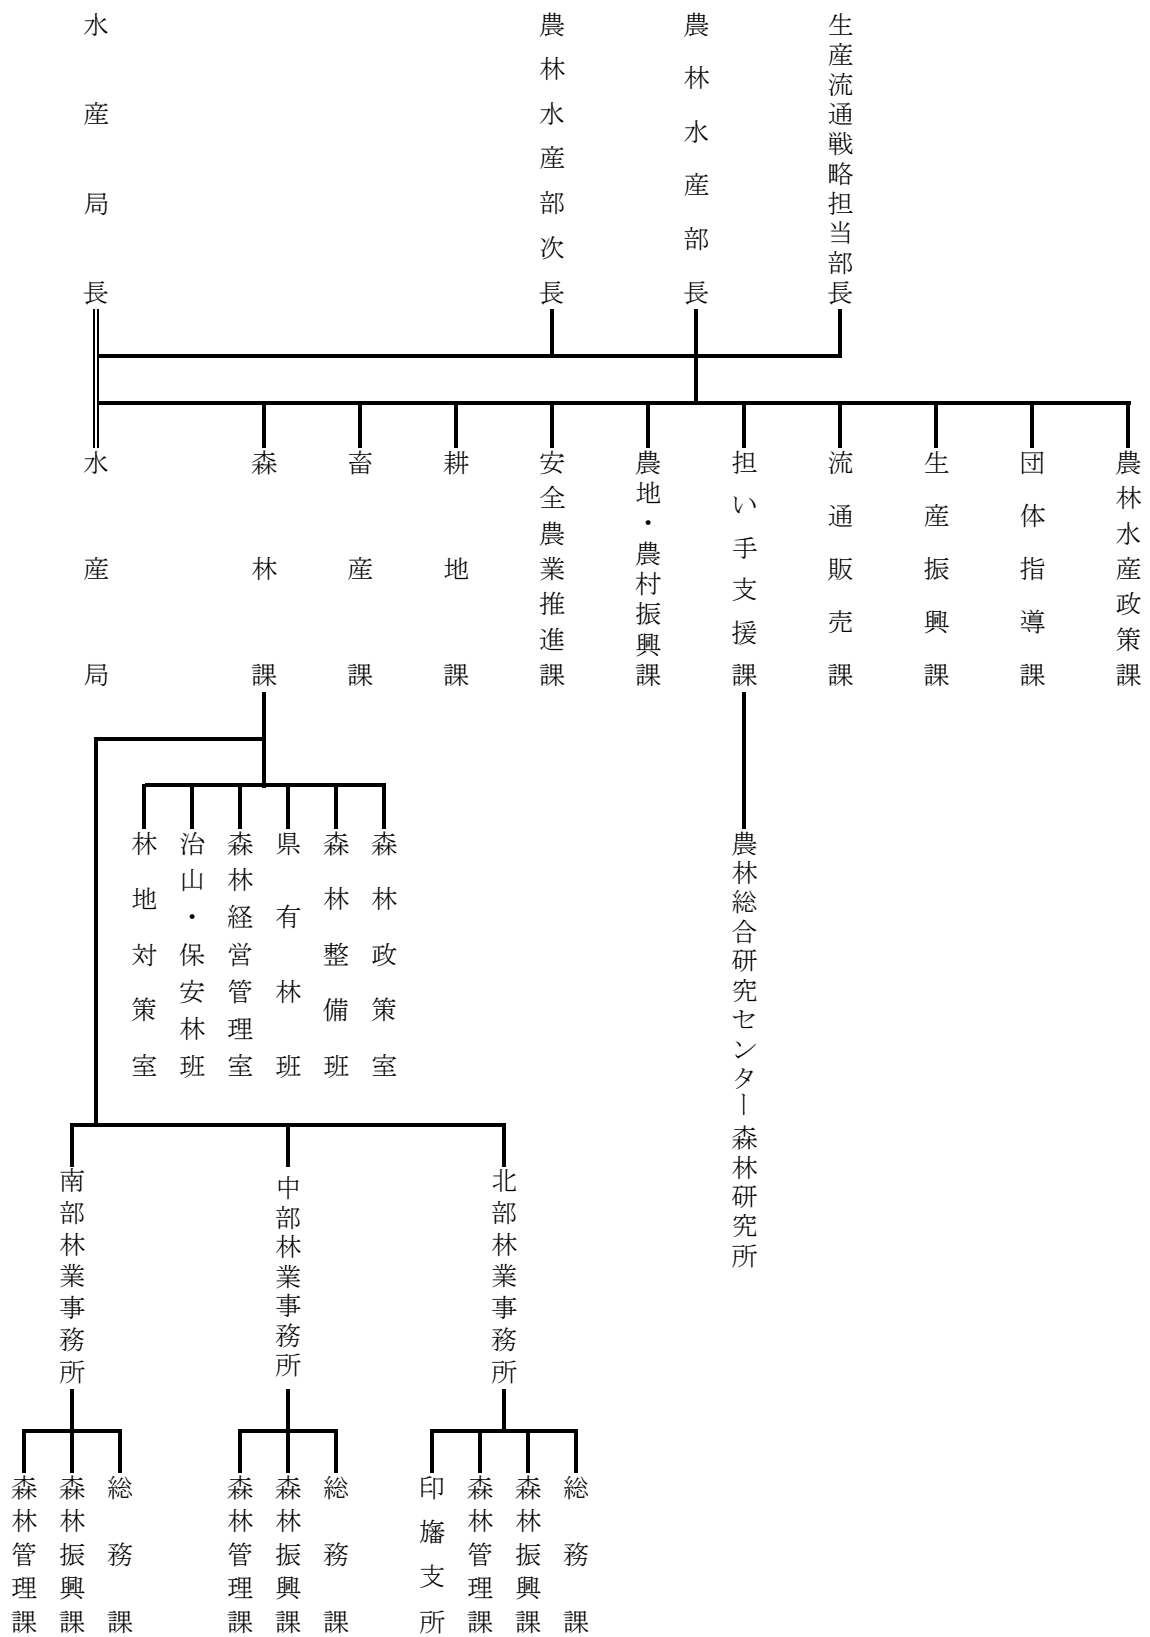 生産流通戦略担当部長
農林水産部長
農林水産部次長
水産局長
農林水産政策課
団体指導課
生産振興課
流通販売課
担い手支援課
農地・農村振興課
安全農業推進課
耕地課
畜産課
森林課
水産局
農林総合研究センター森林研究所
森林政策室
森林整備班
県有林班
森林経営管理室
治山・保安林班
林地対策室
北部林業事務所
中部林業事務所
南部林業事務所
総務課
森林振興課
森林管理課
印旛支所
総務課
森林振興課
森林管理課
総務課
森林振興課
森林管理課